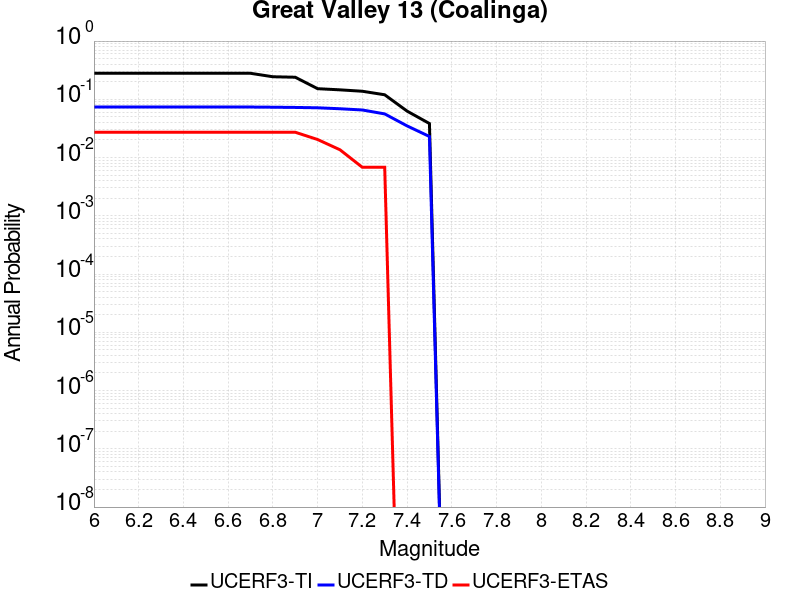 Great Valley 13 (Coalinga)
10^0
10^-1
10^-2
10^-3
10^-4
10^-5
10^-6
10^-7
10^-8
Annual Probability
6 6.2 6.4 6.6 6.8 7 7.2 7.4 7.6 7.8 8 8.2 8.4 8.6 8.8 9
Magnitude
UCERF3-TI UCERF3-TD UCERF3-ETAS